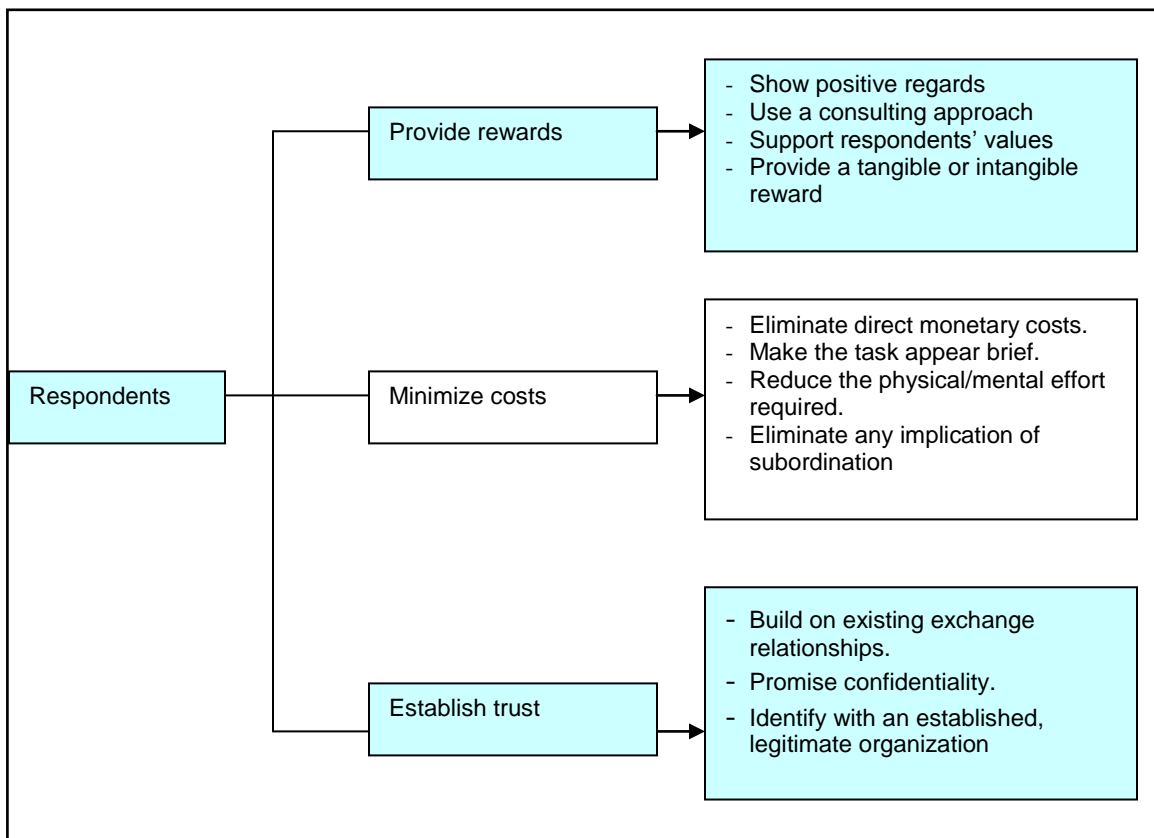 Respondents
Provide rewards
- Show positive regards
- Use a consulting approach
- Support respondents’ values
- Provide a tangible or intangible
reward
Minimize costs
- Eliminate direct monetary costs.
- Make the task appear brief.
- Reduce the physical/mental effort
required.
- Eliminate any implication of
subordination
Establish trust
- Build on existing exchange
relationships.
- Promise confidentiality.
- Identify with an established,
legitimate organization